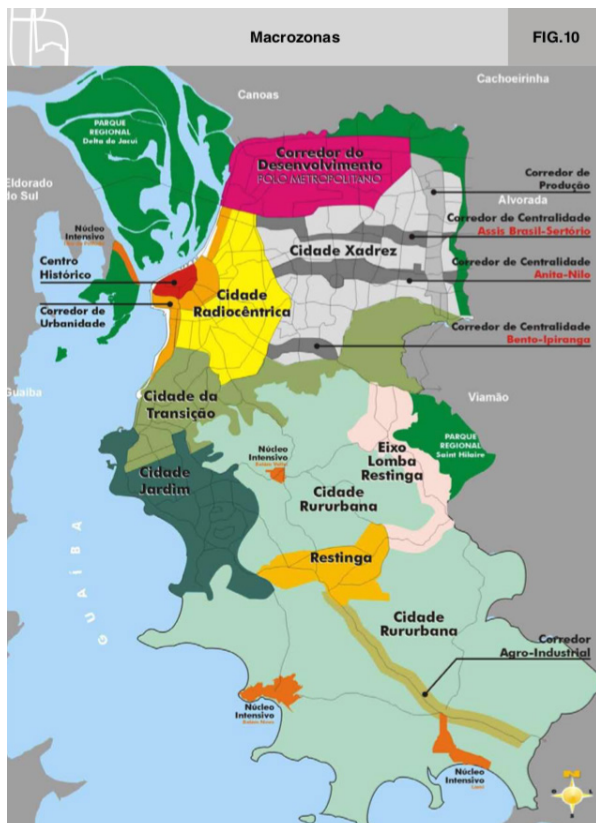 Macrozonas
FIG.10
Cachoeirinha
Canoas
PARQUE
REGIONAL
Delta do Jacuí
Corredor do
Desenvolvimento
POLO METROPOLITANO
Corredor de
Produção
Eldorado
do Sul
Alvorada
Núcleo
Intensivo
Corredor de Centralidade
Assis Brasil-Sertório
Cidade Xadrez
Centro
Histórico
Corredor de Centralidade
Anita-Nilo
Cidade
Radiocêntrica
Corredor de
Urbanidade
Corredor de Centralidade
Bento-Ipiranga
Guaíba
Cidade da
Transição
Viamão
PARQUE
REGIONAL
Saint Hilaire
Eixo
Lomba
Restinga
Núcleo
Intensivo
Cidade
Jardim
Cidade
Rururbana
Restinga
GUAÍBA
Cidade
Rururbana
Corredor
Agro-Industrial
Núcleo
Intensivo
Núcleo
Intensivo
Lami